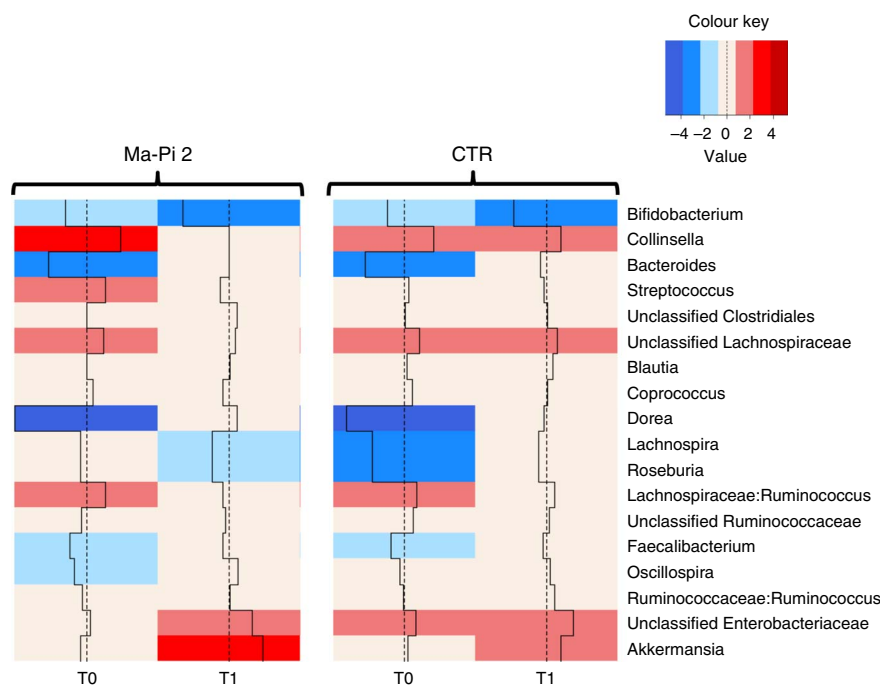 Colour key
−4 −2 0 2 4
Value
Ma-Pi 2 CTR
Bifidobacterium
Collinsella
Bacteroides
Streptococcus
Unclassified Clostridiales
Unclassified Lachnospiraceae
Blautia
Coprococcus
Dorea
Lachnospira
Roseburia
Lachnospiraceae:Ruminococcus
Unclassified Ruminococcaceae
Faecalibacterium
Oscillospira
Ruminococcaceae:Ruminococcus
Unclassified Enterobacteriaceae
Akkermansia
T0 T1 T0 T1